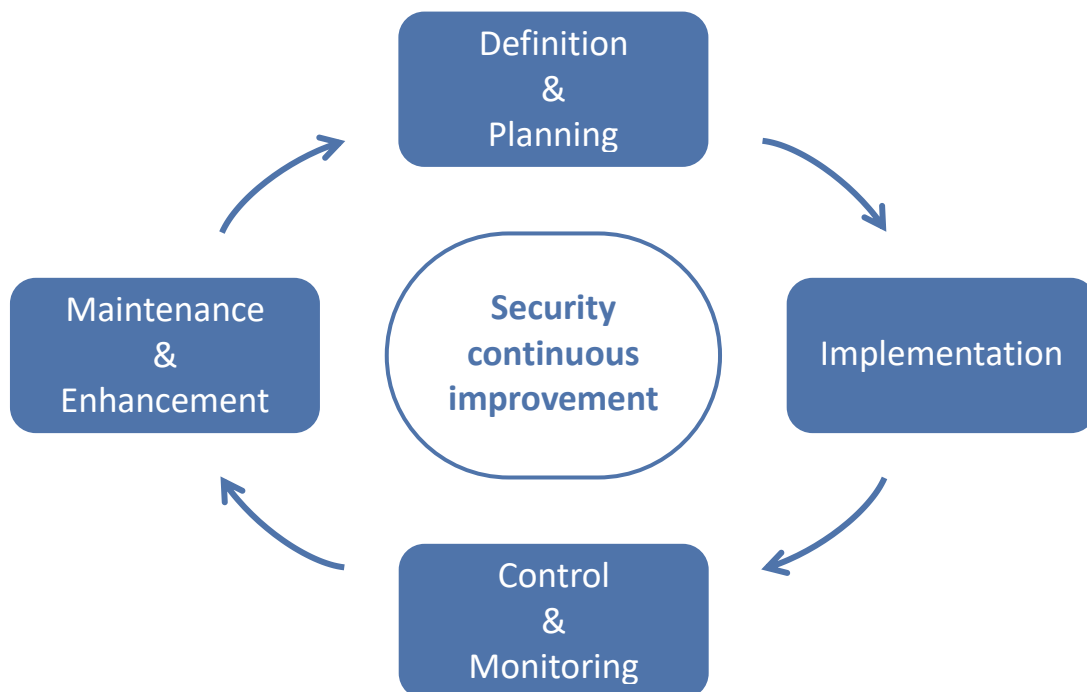 Definition
&
Planning
Maintenance
&
Enhancement
Security
continuous
improvement
Implementation
Control
&
Monitoring